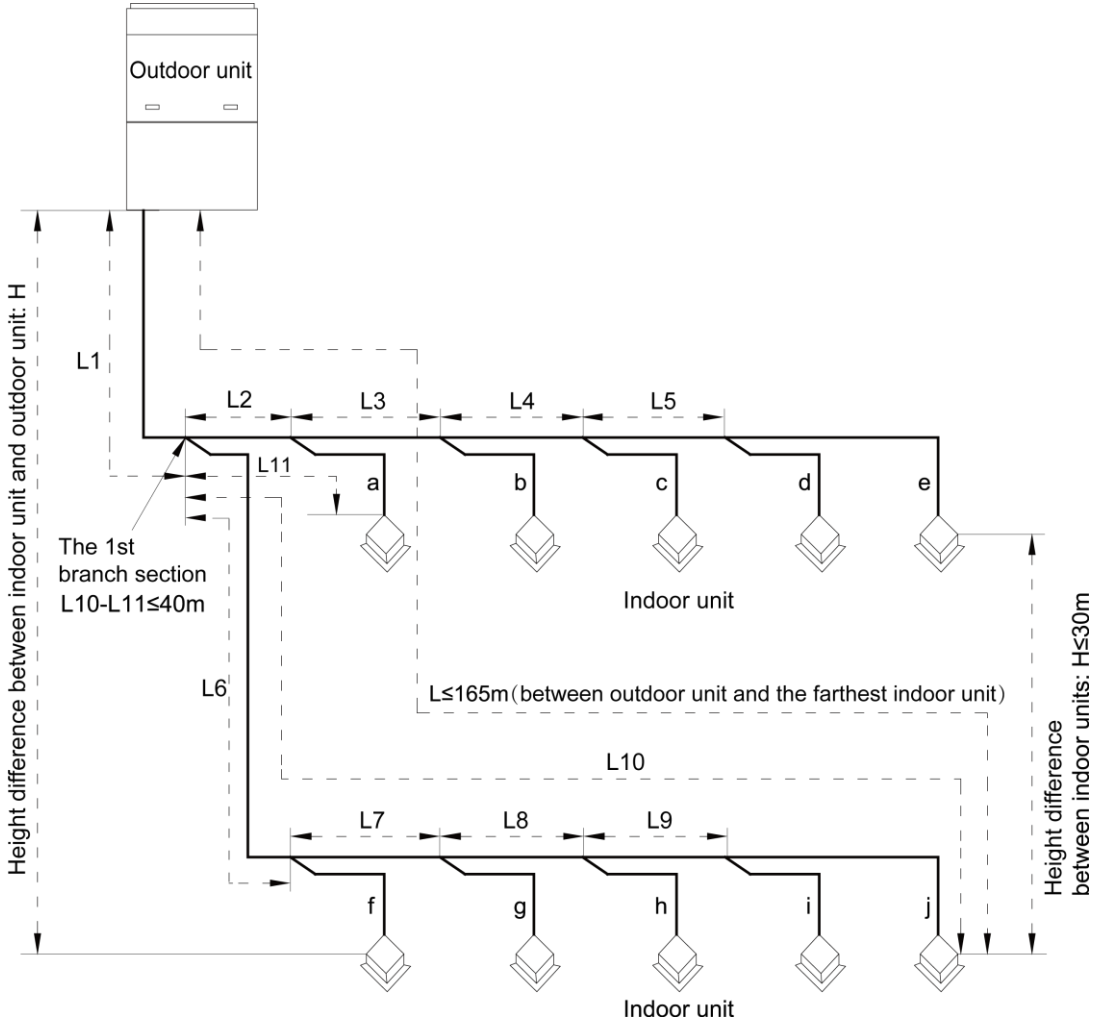 Outdoor unit
Height difference between indoor unit and outdoor unit: H
L1
L2
L3
L4
L5
L11
a
b
c
d
e
The 1st
branch section
L10-L11≤40m
Indoor unit
L6
L≤165m(between outdoor unit and the farthest indoor unit)
L10
Height difference
between indoor units: H≤30m
L7
L8
L9
f
g
h
i
j
Indoor unit